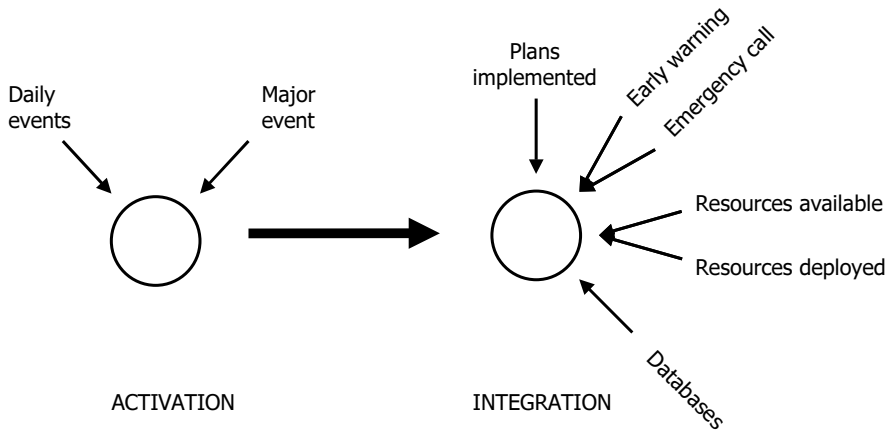 Daily
events
Major
event
ACTIVATION
Plans
implemented
Early warning
Emergency call
Resources available
Resources deployed
Databases
INTEGRATION